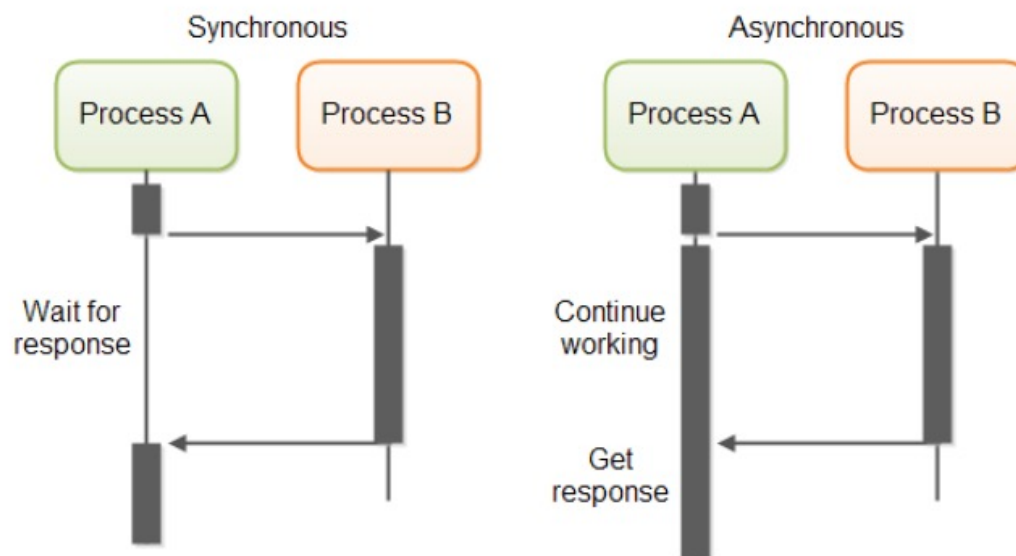 Synchronous
Asynchronous
Process A
Process B
Process A
Process B
Wait for
response
Continue
working
Get
response